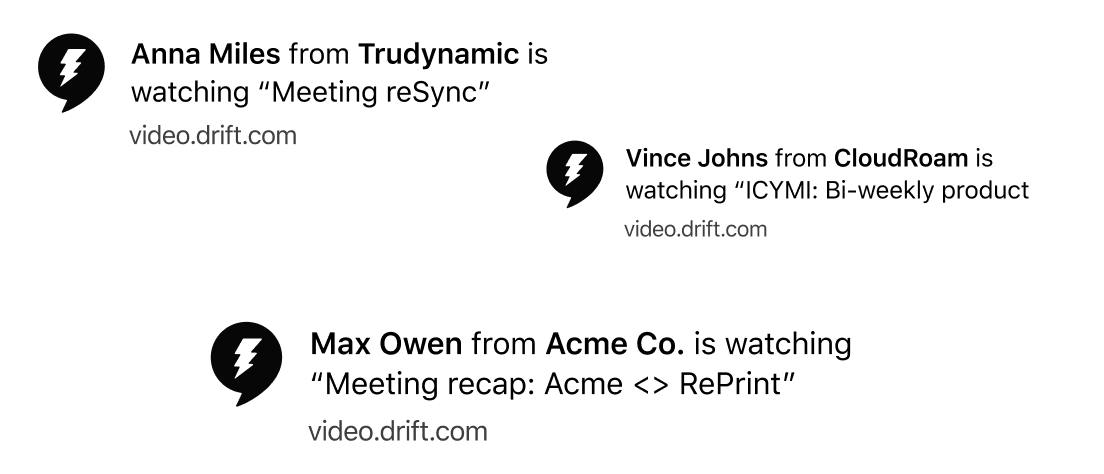 Anna Miles from Trudynamic is
watching “Meeting reSync”
video.drift.com
Vince Johns from CloudRoam is
watching “ICYMI: Bi-weekly product
video.drift.com
Max Owen from Acme Co. is watching
“Meeting recap: Acme <> RePrint”
video.drift.com